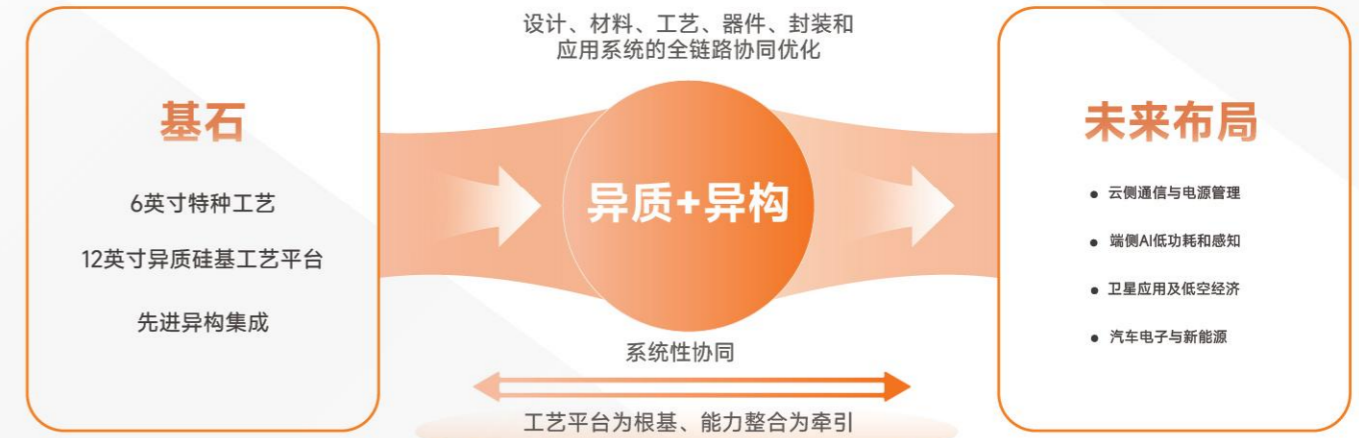 基石
6英寸特种工艺
12英寸异质硅基工艺平台
先进异构集成
设计、材料、工艺、器件、封装和
应用系统的全链路协同优化
异质+异构
系统性协同
工艺平台为根基、能力整合为牵引
未来布局
● 云侧通信与电源管理
● 端侧AI低功耗和感知
● 卫星应用及低空经济
● 汽车电子与新能源